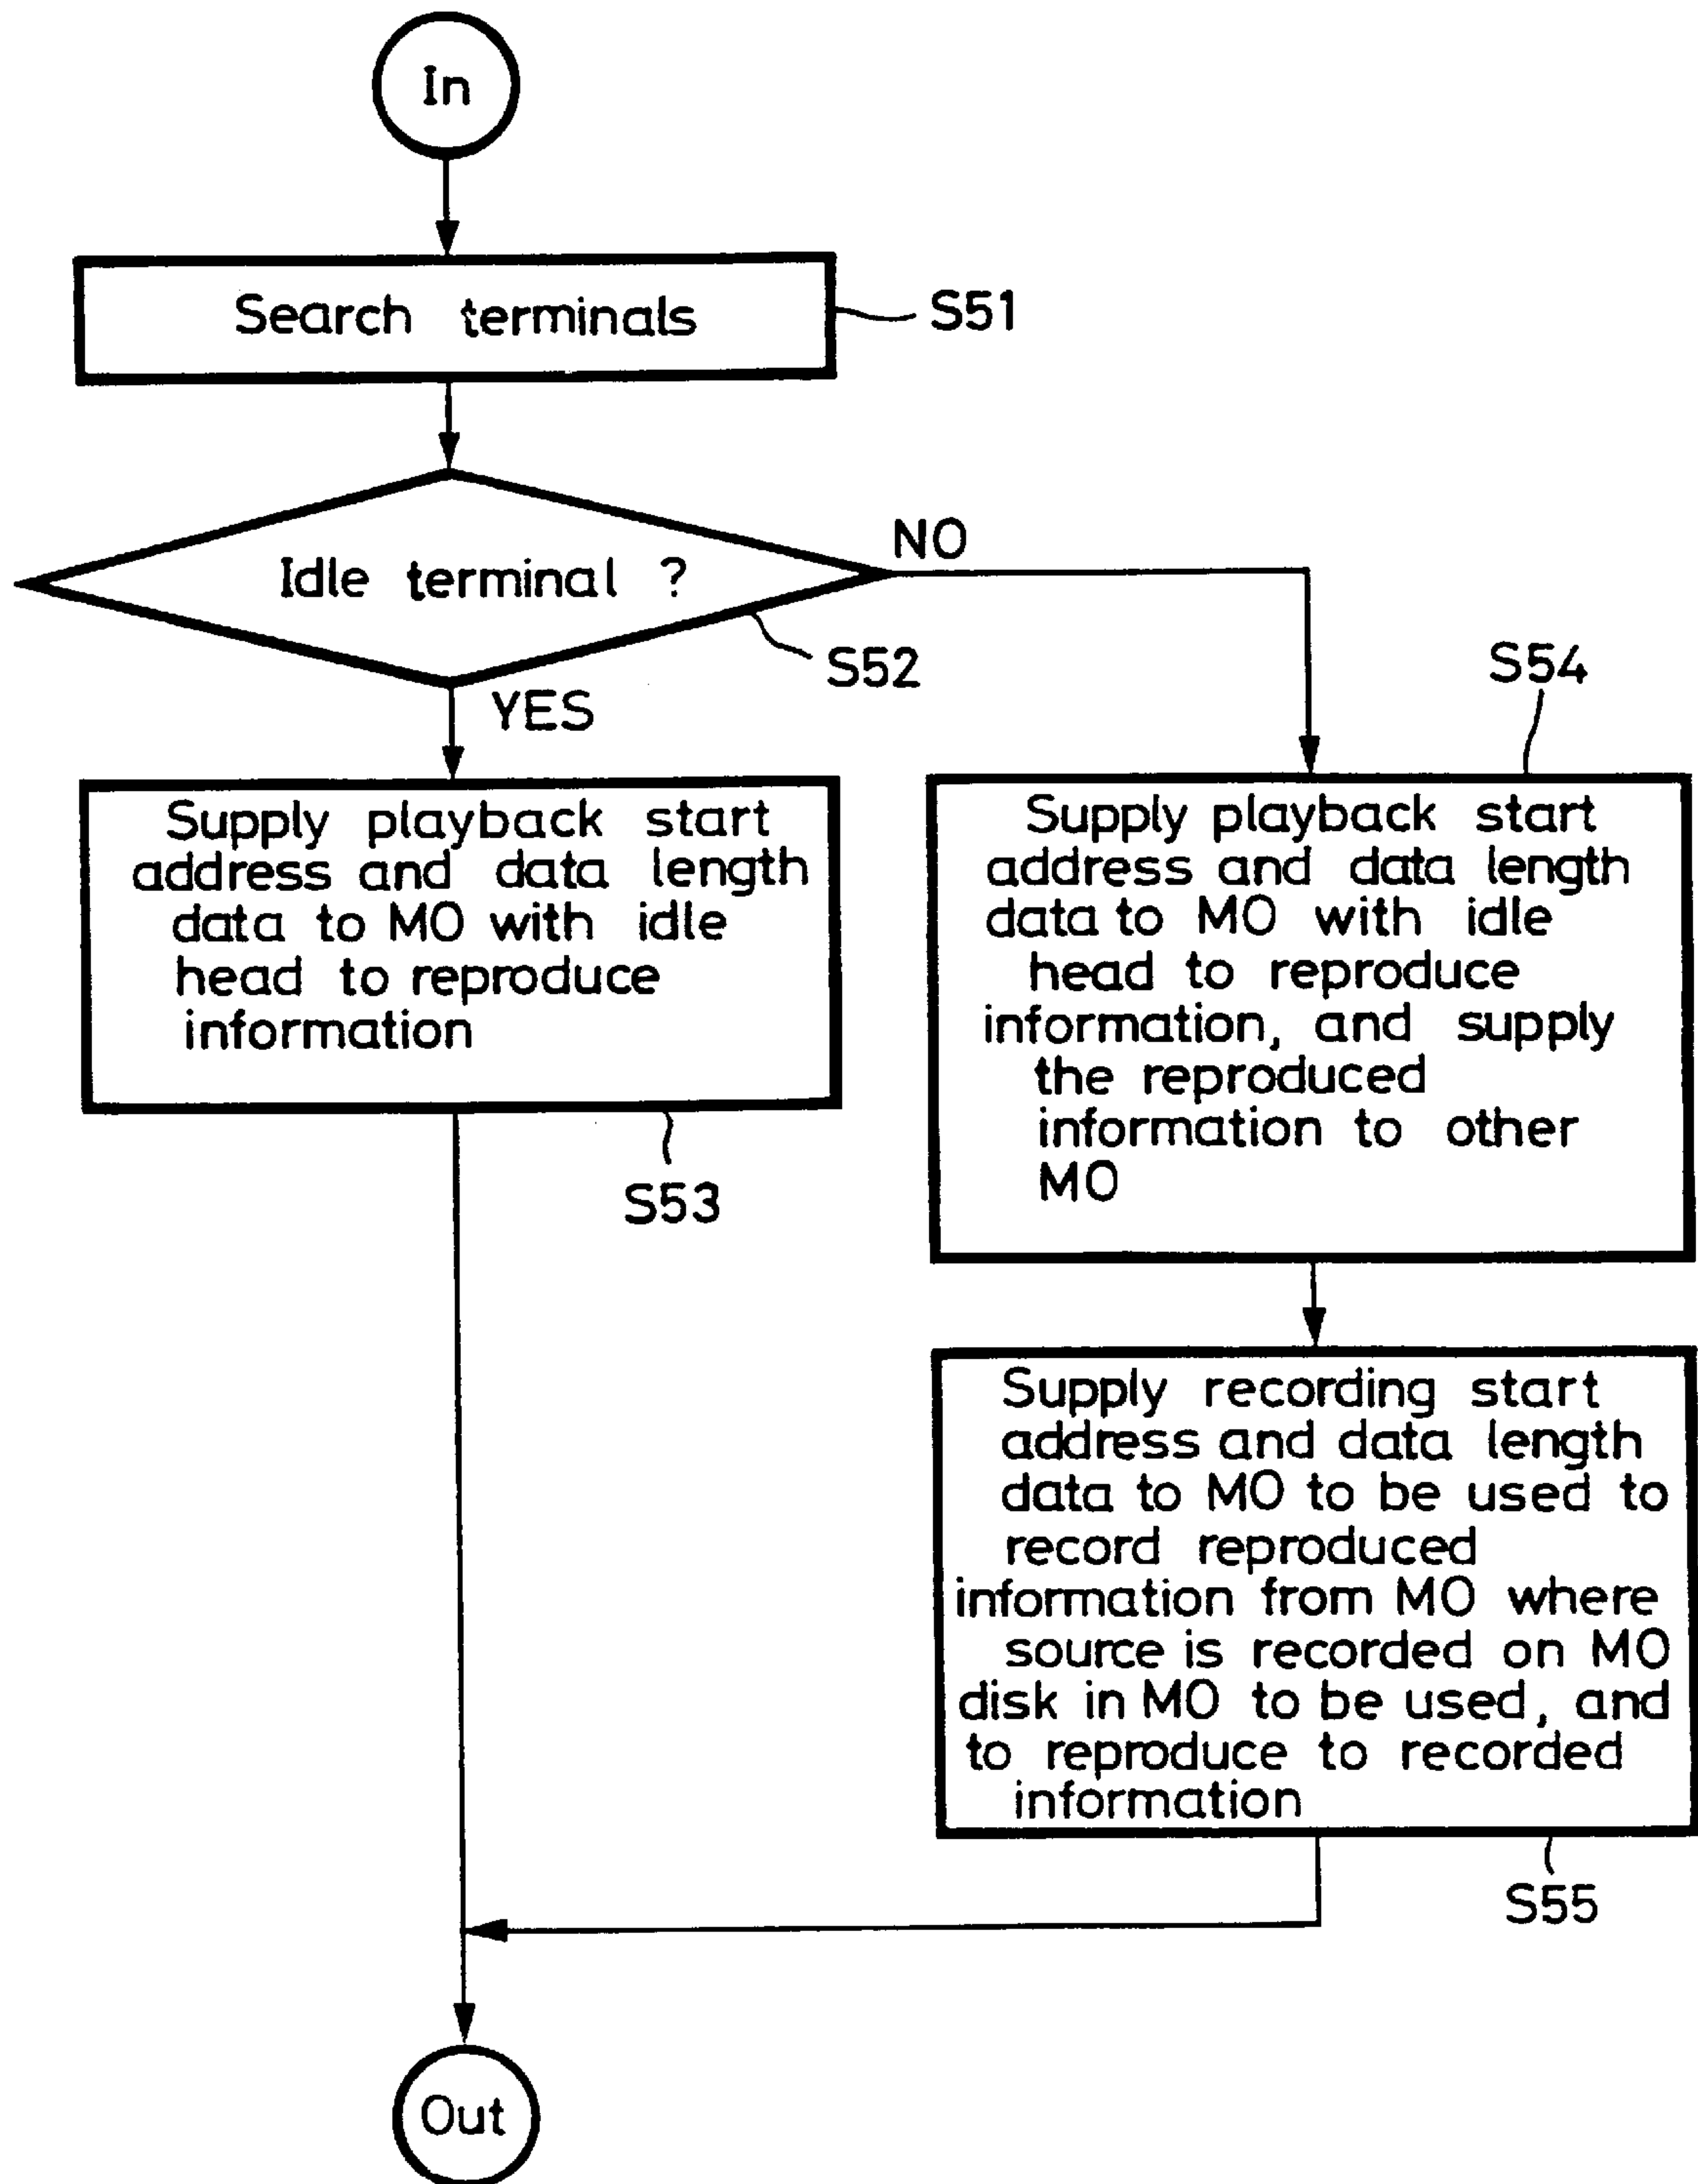 In
Search terminals
S51
Idle terminal ?
NO
S52
YES
Supply playback start
address and data length
data to MO with idle
head to reproduce
information
S53
S54
Supply playback start
address and data length
data to MO with idle
head to reproduce
information, and supply
the reproduced
information to other
MO
Supply recording start
address and data length
data to MO to be used to
record reproduced
information from MO where
source is recorded on MO
disk in MO to be used, and
to reproduce to recorded
information
S55
Out